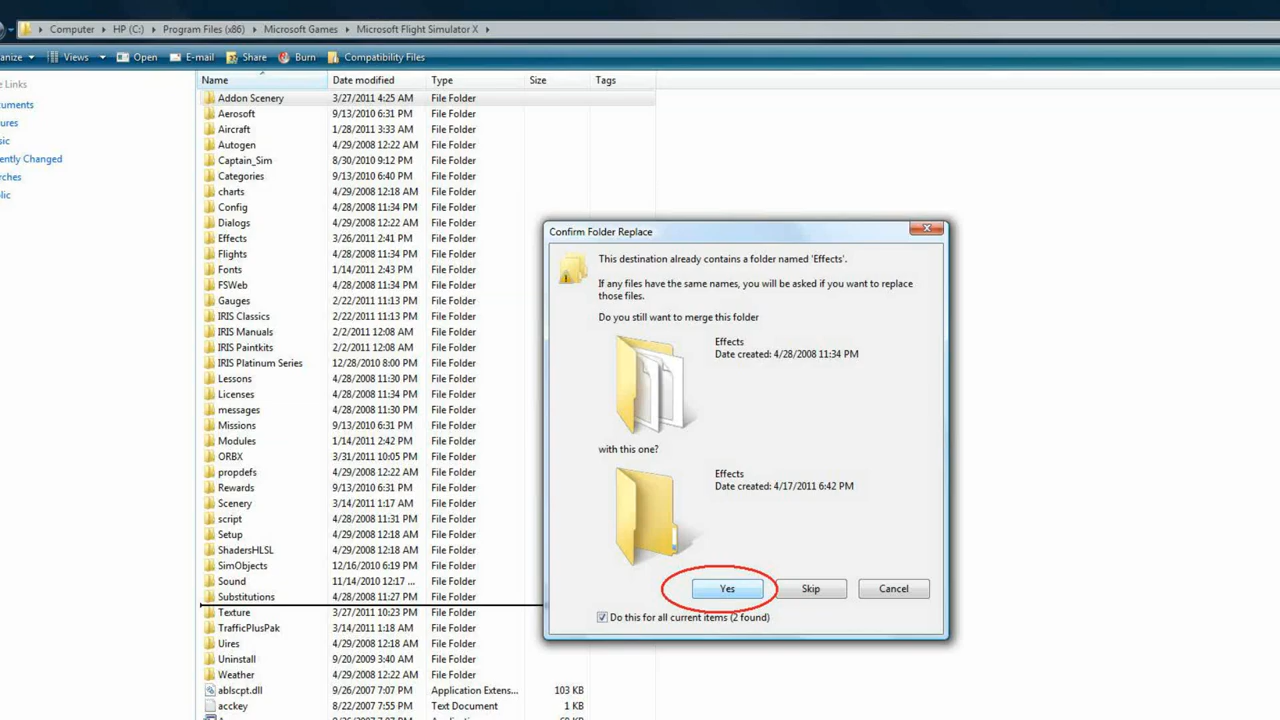 Computer ▸ HP (C:) ▸ Program Files (x86) ▸ Microsoft Games ▸ Microsoft Flight Simulator X ▸
anize Views Open E-mail Share Burn Compatibility Files
e Links
cuments
ures
sic
ently Changed
rches
lic
Name Date modified Type Size Tags
Addon Scenery 3/27/2011 4:25 AM File Folder
Aerosoft 9/13/2010 6:31 PM File Folder
Aircraft 1/28/2011 3:33 AM File Folder
Autogen 4/29/2008 12:22 AM File Folder
Captain_Sim 8/30/2010 9:12 PM File Folder
Categories 9/13/2010 6:40 PM File Folder
charts 4/29/2008 12:18 AM File Folder
Config 4/28/2008 11:34 PM File Folder
Dialogs 4/29/2008 12:22 AM File Folder
Effects 3/26/2011 2:41 PM File Folder
Flights 4/28/2008 11:34 PM File Folder
Fonts 1/14/2011 2:43 PM File Folder
FSWeb 4/28/2008 11:34 PM File Folder
Gauges 2/22/2011 11:13 PM File Folder
IRIS Classics 2/22/2011 11:13 PM File Folder
IRIS Manuals 2/2/2011 12:08 AM File Folder
IRIS Paintkits 2/2/2011 12:08 AM File Folder
IRIS Platinum Series 12/28/2010 8:00 PM File Folder
Lessons 4/28/2008 11:30 PM File Folder
Licenses 4/28/2008 11:34 PM File Folder
messages 4/28/2008 11:30 PM File Folder
Missions 9/13/2010 6:31 PM File Folder
Modules 1/14/2011 2:42 PM File Folder
ORBX 3/31/2011 10:05 PM File Folder
propdefs 4/29/2008 12:22 AM File Folder
Rewards 9/13/2010 6:31 PM File Folder
Scenery 3/14/2011 1:17 AM File Folder
script 4/28/2008 11:31 PM File Folder
Setup 4/29/2008 12:22 AM File Folder
ShadersHLSL 4/29/2008 12:22 AM File Folder
SimObjects 12/16/2010 6:19 PM File Folder
Sound 11/14/2010 12:17 ... File Folder
Substitutions 4/28/2008 11:27 PM File Folder
Texture 3/27/2011 10:23 PM File Folder
TrafficPlusPak 3/14/2011 1:18 AM File Folder
Uires 4/29/2008 12:18 AM File Folder
Uninstall 9/20/2009 3:40 AM File Folder
Weather 4/29/2008 12:22 AM File Folder
ablscpt.dll 9/26/2007 7:07 PM Application Extens... 103 KB
acckey 8/22/2007 7:55 PM Text Document 1 KB
Confirm Folder Replace
This destination already contains a folder named 'Effects'.
If any files have the same names, you will be asked if you want to replace
those files.
Do you still want to merge this folder
Effects
Date created: 4/28/2008 11:34 PM
with this one?
Effects
Date created: 4/17/2011 6:42 PM
Yes Skip Cancel
Do this for all current items (2 found)